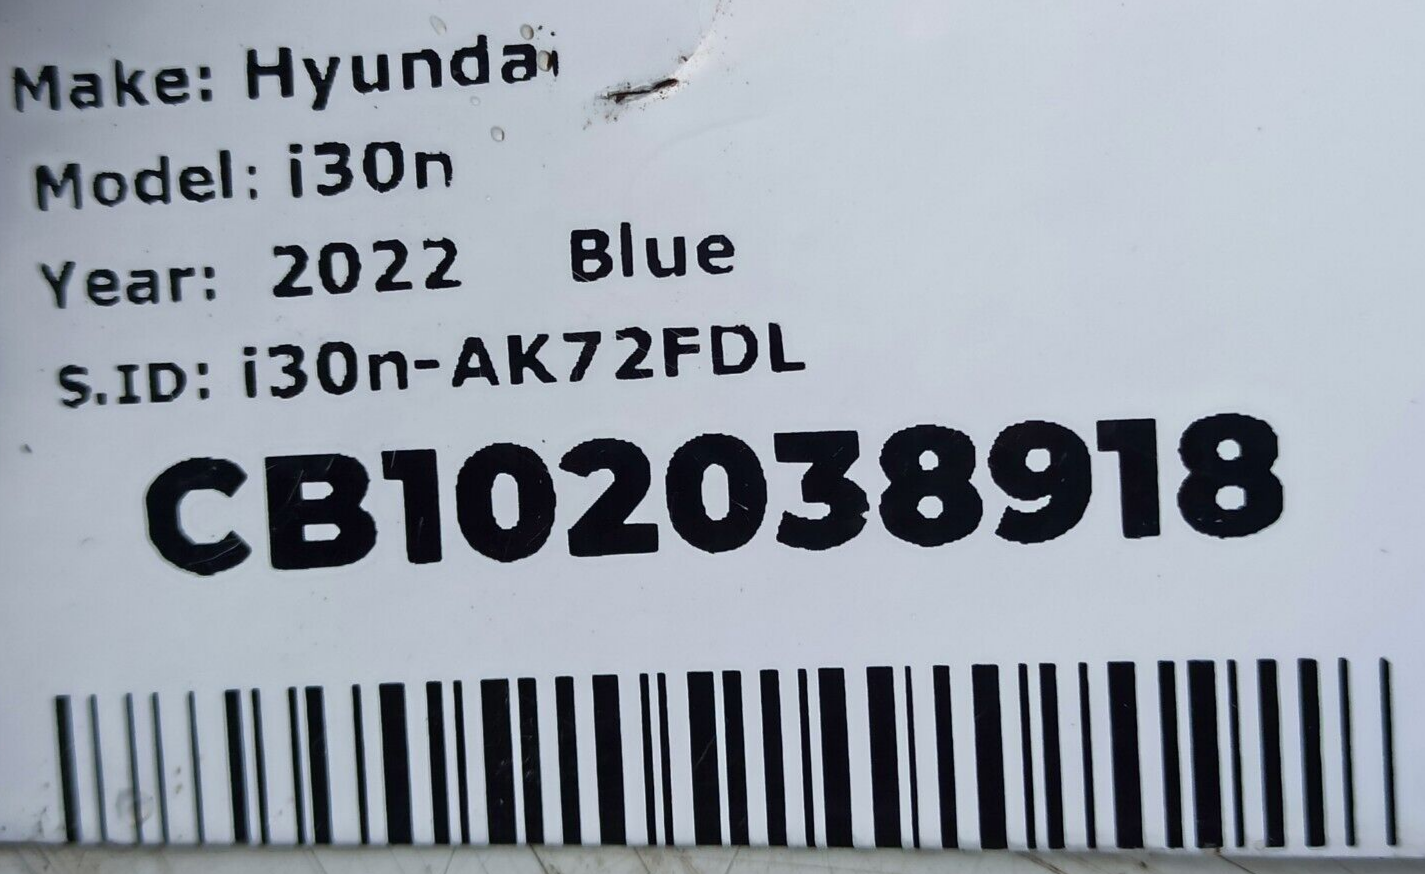 Make: Hyundai
Model: i30n
Year: 2022 Blue
S.ID: i30n-AK72FDL
CB102038918